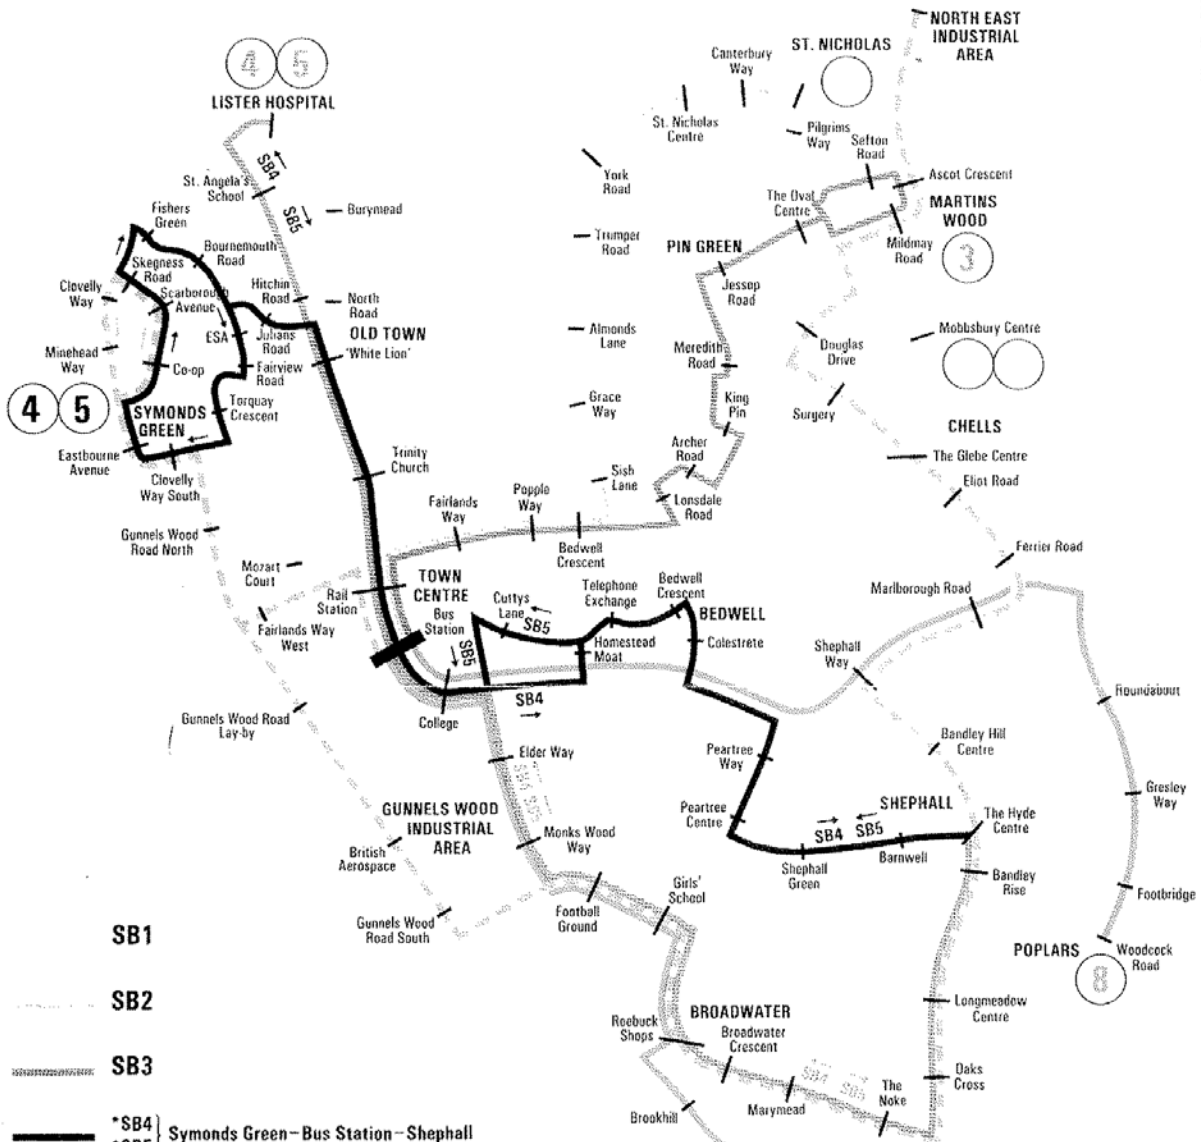 NORTH EAST
INDUSTRIAL
AREA
ST. NICHOLAS
Canterbury
Way
4 5
LISTER HOSPITAL
St. Nicholas
Centre
Pilgrims
Way
Sefton
Road
SB4
St. Angela's
School
York
Road
Ascot Crescent
The Oval
Centre
MARTINS
WOOD
3
Fishers
Green
SB5
Burymead
Trumper
Road
PIN GREEN
Mildmay
Road
Bournemouth
Road
Skegness
Road
Jessop
Road
Clovelly
Way
Scarborough
Avenue
Hitchin
Road
North
Road
OLD TOWN
ESA
Julians
Road
'White Lion'
Almonds
Lane
Douglas
Drive
Mobbsbury Centre
Minehead
Way
Co-op
Fairview
Road
Meredith
Road
4 5
SYMONDS
GREEN
Torquay
Crescent
Grace
Way
King
Pin
Surgery
CHELLS
Eastbourne
Avenue
Clovelly
Way South
Trinity
Church
Archer
Road
The Glebe Centre
Sish
Lane
Eliot Road
Fairlands
Way
Popple
Way
Lonsdale
Road
Gunnels Wood
Road North
Bedwell
Crescent
Ferrier Road
Mozart
Court
Rail
Station
TOWN
CENTRE
Bus
Station
Cuttys
Lane
Telephone
Exchange
Bedwell
Crescent
BEDWELL
Marlborough Road
Fairlands Way
West
SB5
SB5
Homestead
Moat
Colestrete
Shephall
Way
SB4
College
Roundabout
Gunnels Wood Road
Lay-by
Elder Way
Peartree
Way
Bandley Hill
Centre
SB4 SB5
Gresley
Way
GUNNELS WOOD
INDUSTRIAL
AREA
Peartree
Centre
SHEPHALL
The Hyde
Centre
SB4 SB5
Monks Wood
Way
British
Aerospace
Shephall
Green
Barnwell
Bandley
Rise
Girls'
School
Footbridge
Football
Ground
Gunnels Wood
Road South
POPLARS
8
Woodcock
Road
SB1
SB2
Longmeadow
Centre
BROADWATER
Roebuck
Shops
Broadwater
Crescent
SB3
SB4 SB5
Oaks
Cross
The
Noke
Marymead
Brookhill
*SB4
Symonds Green–Bus Station–Shephall